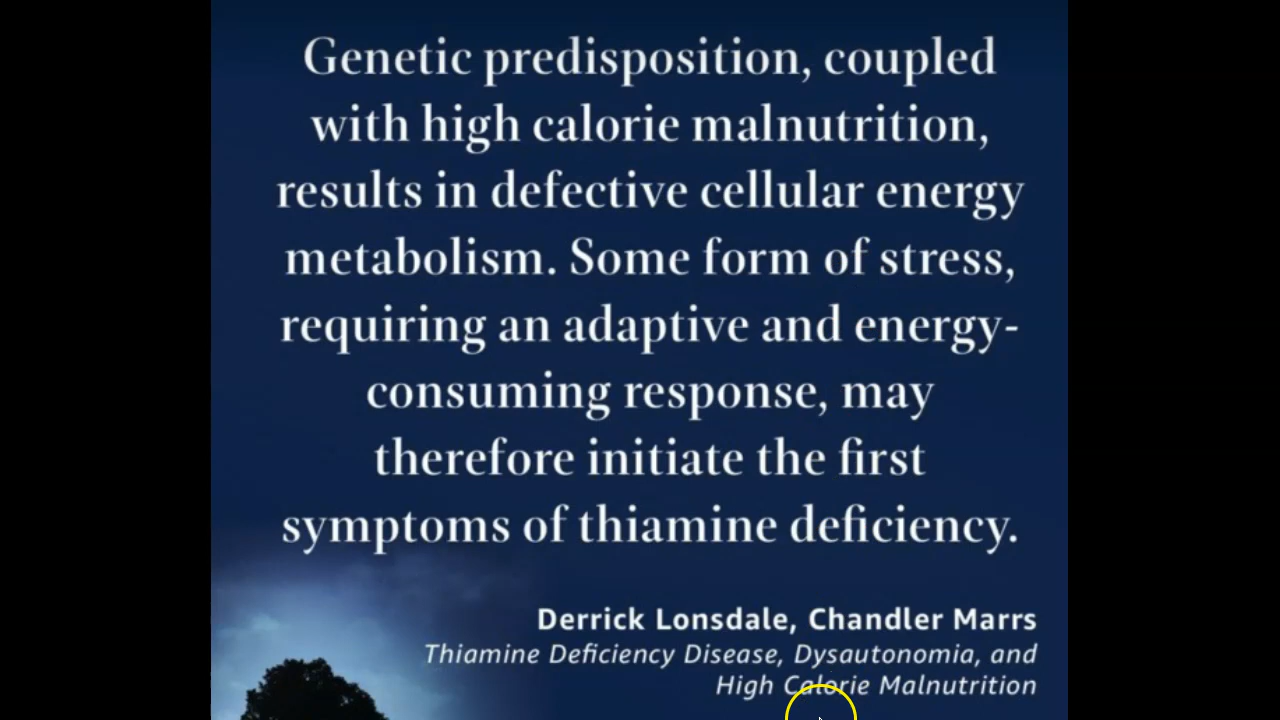 Genetic predisposition, coupled
with high calorie malnutrition,
results in defective cellular energy
metabolism. Some form of stress,
requiring an adaptive and energy-
consuming response, may
therefore initiate the first
symptoms of thiamine deficiency.
Derrick Lonsdale, Chandler Marrs
Thiamine Deficiency Disease, Dysautonomia, and
High Calorie Malnutrition